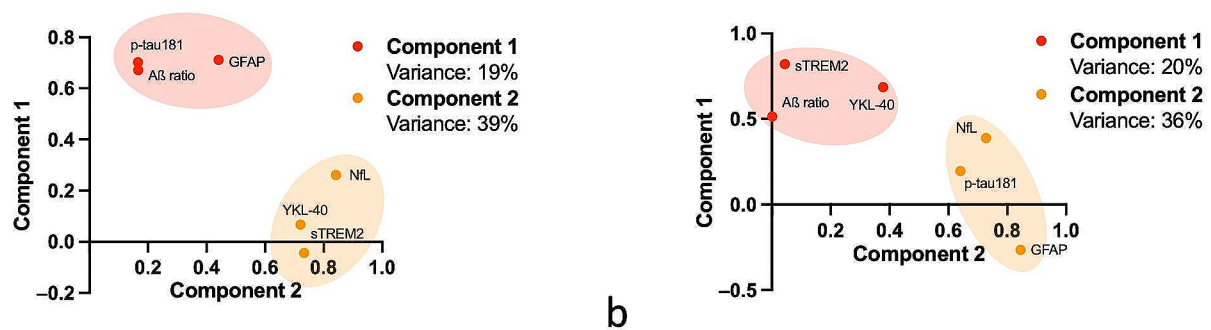 0.8
0.6
0.4
0.2
0.0
–0.2
Component 1
p-tau181
Aß ratio
GFAP
NfL
YKL-40
sTREM2
0.2 0.4 0.6 0.8 1.0
Component 2
Component 1
Variance: 19%
Component 2
Variance: 39%
b
1.0
0.5
0.0
–0.5
Component 1
sTREM2
Aß ratio
YKL-40
NfL
p-tau181
GFAP
0.2 0.4 0.6 0.8 1.0
Component 2
Component 1
Variance: 20%
Component 2
Variance: 36%